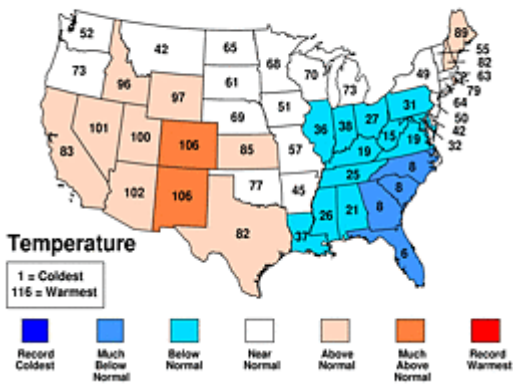 52 42 65 68 89
73 96 97 61 70 73 49 55
82
63
79
83 101 100 106 69 51 36 38 27 31 64
85 57 19 15 19 50
42
32
102 106 77 45 25 8
82 37 26 21 8 8
6
Temperature
1 = Coldest
116 = Warmest
Record Coldest
Much Below Normal
Below Normal
Near Normal
Above Normal
Much Above Normal
Record Warmest